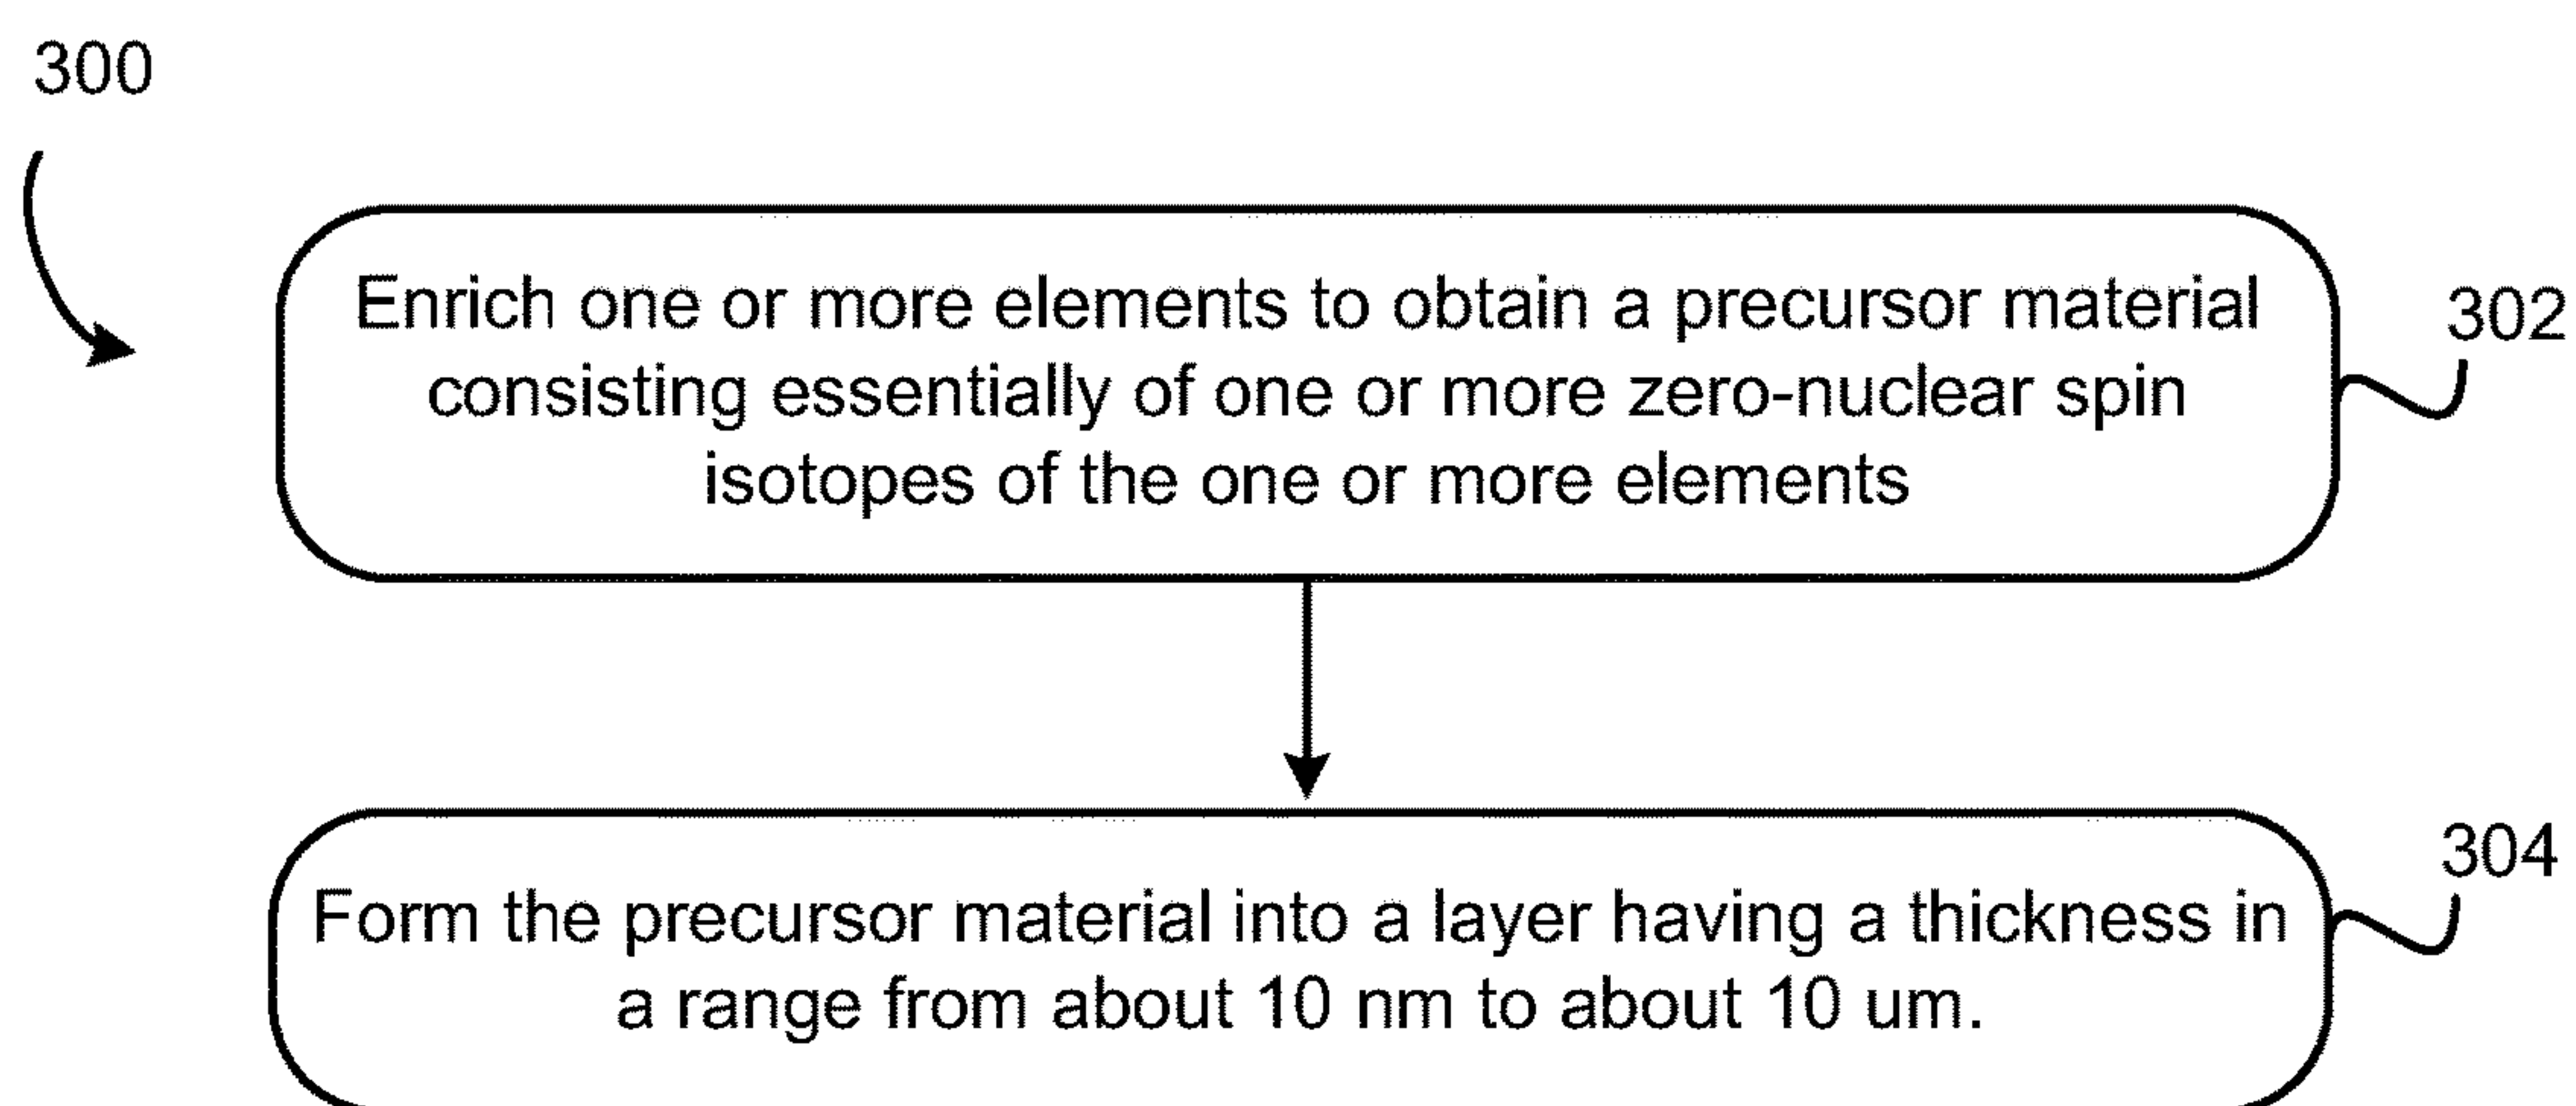 300
Enrich one or more elements to obtain a precursor material
consisting essentially of one or more zero-nuclear spin
isotopes of the one or more elements
302
Form the precursor material into a layer having a thickness in
a range from about 10 nm to about 10 um.
304